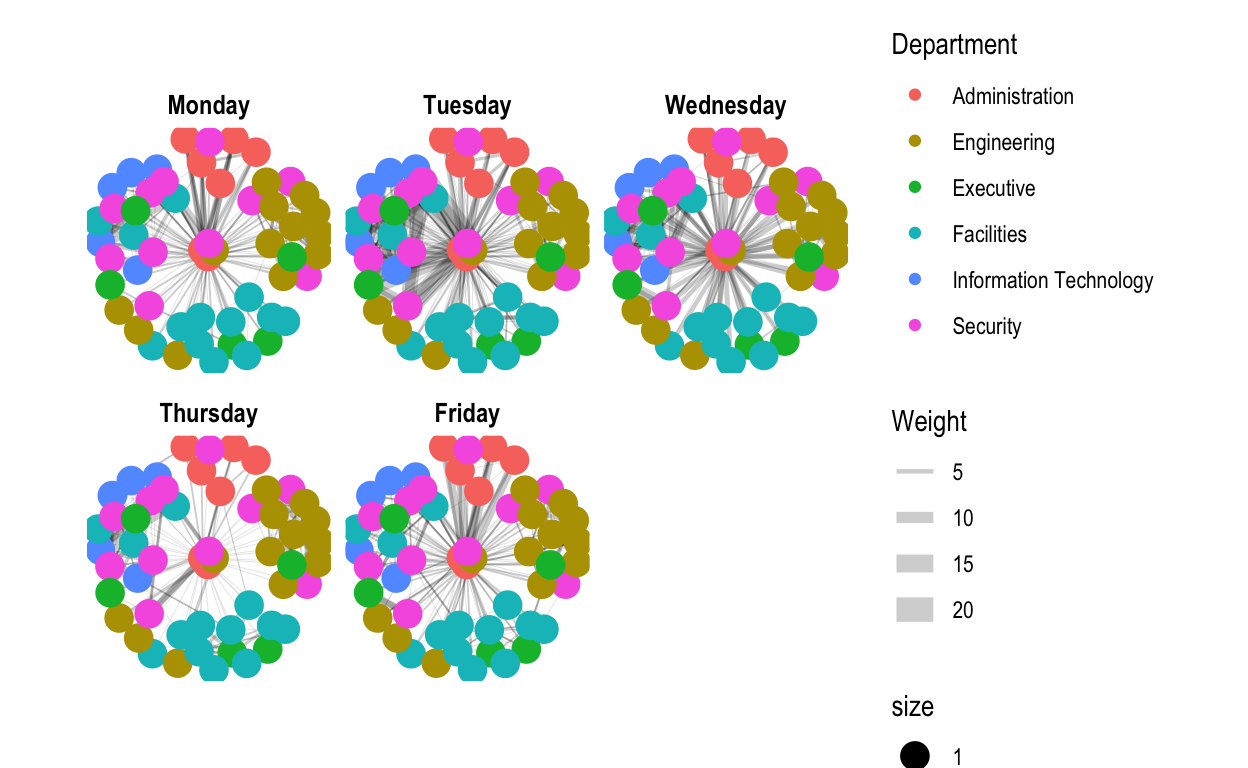 Monday
Tuesday
Wednesday
Thursday
Friday
Department
Administration
Engineering
Executive
Facilities
Information Technology
Security
Weight
5
10
15
20
size
1